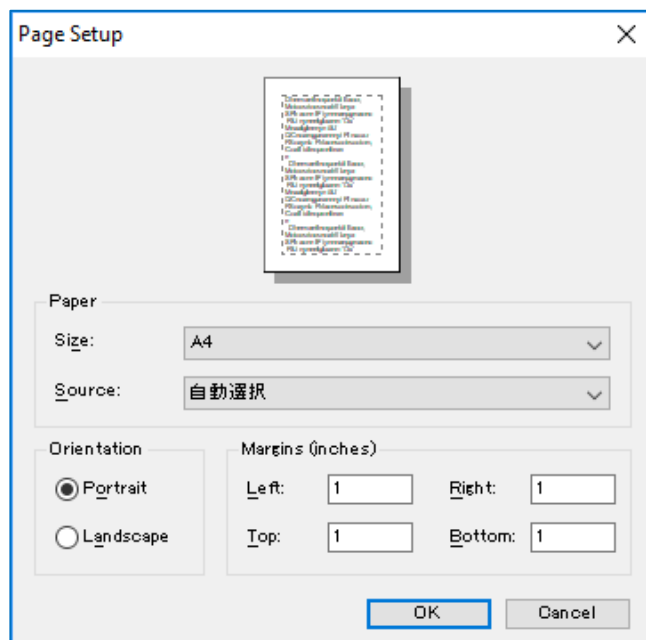 Page Setup
Paper
Size: A4
Source: 自動選択
Orientation
Portrait
Landscape
Margins (inches)
Left: 1 Right: 1
Top: 1 Bottom: 1
OK Cancel